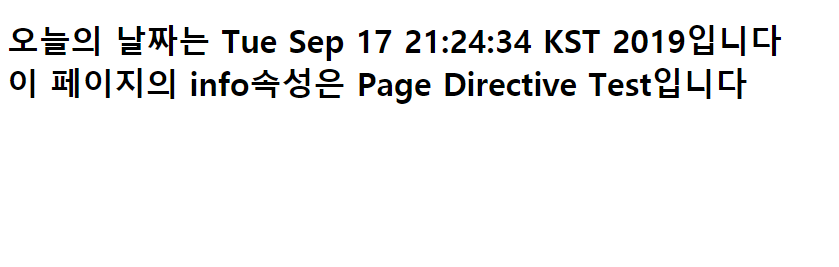 오늘의 날짜는 Tue Sep 17 21:24:34 KST 2019입니다
이 페이지의 info속성은 Page Directive Test입니다